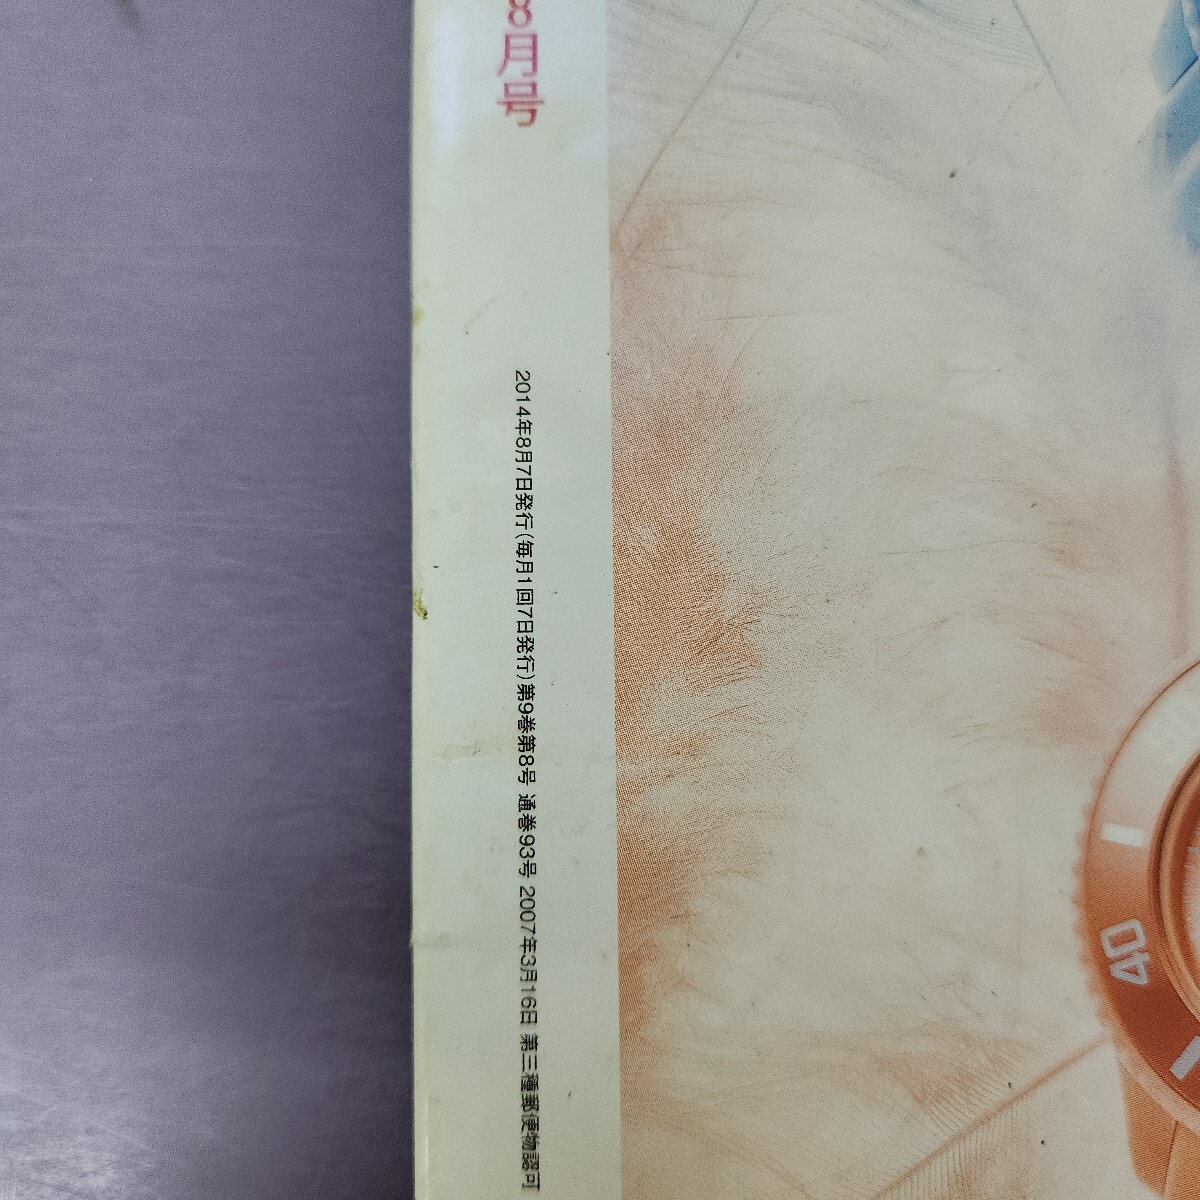 8月号
2014年8月7日発行(毎月1回7日発行)第9巻第8号 通巻93号 2007年3月16日 第三種郵便物認可
40